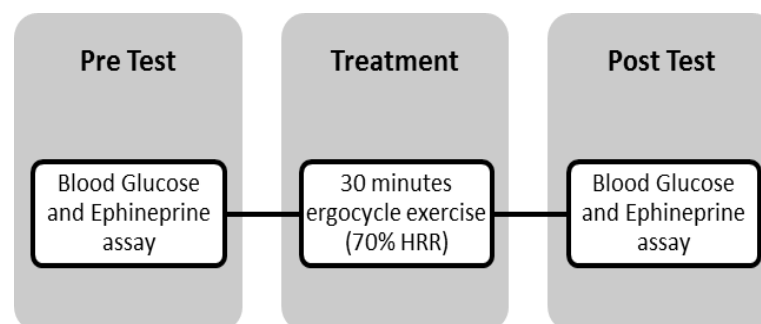 Pre Test
Blood Glucose
and Ephineprine
assay
Treatment
30 minutes
ergocycle exercise
(70% HRR)
Post Test
Blood Glucose
and Ephineprine
assay